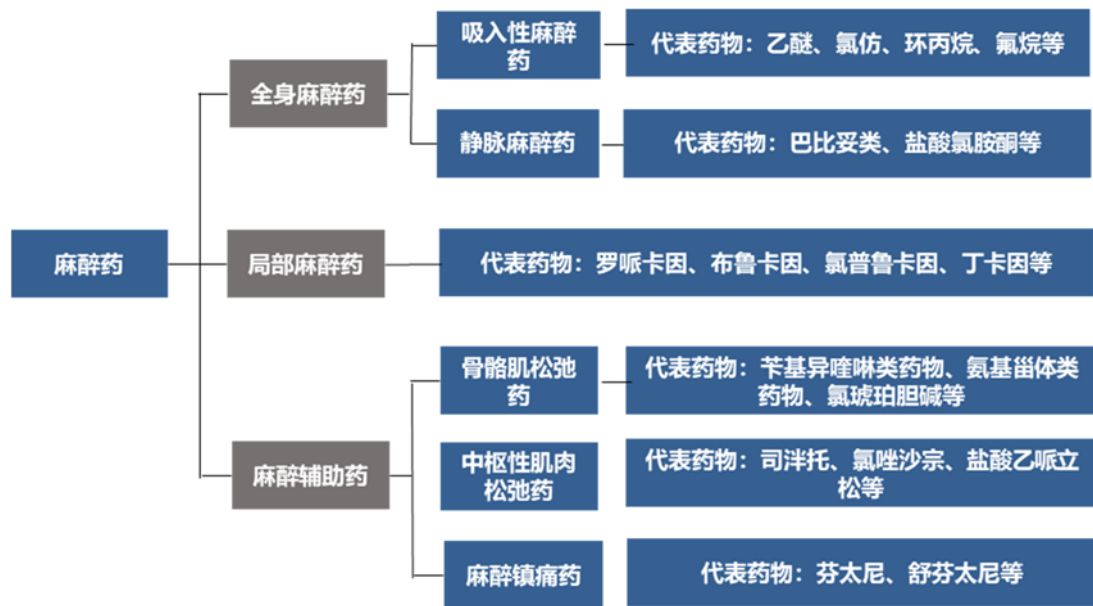 麻醉药
全身麻醉药
吸入性麻醉
药
代表药物：乙醚、氯仿、环丙烷、氟烷等
静脉麻醉药
代表药物：巴比妥类、盐酸氯胺酮等
局部麻醉药
代表药物：罗哌卡因、布鲁卡因、氯普鲁卡因、丁卡因等
麻醉辅助药
骨骼肌松弛
药
代表药物：苄基异喹啉类药物、氨基甾体类
药物、氯琥珀胆碱等
中枢性肌肉
松弛药
代表药物：司泮托、氯唑沙宗、盐酸乙哌立
松等
麻醉镇痛药
代表药物：芬太尼、舒芬太尼等